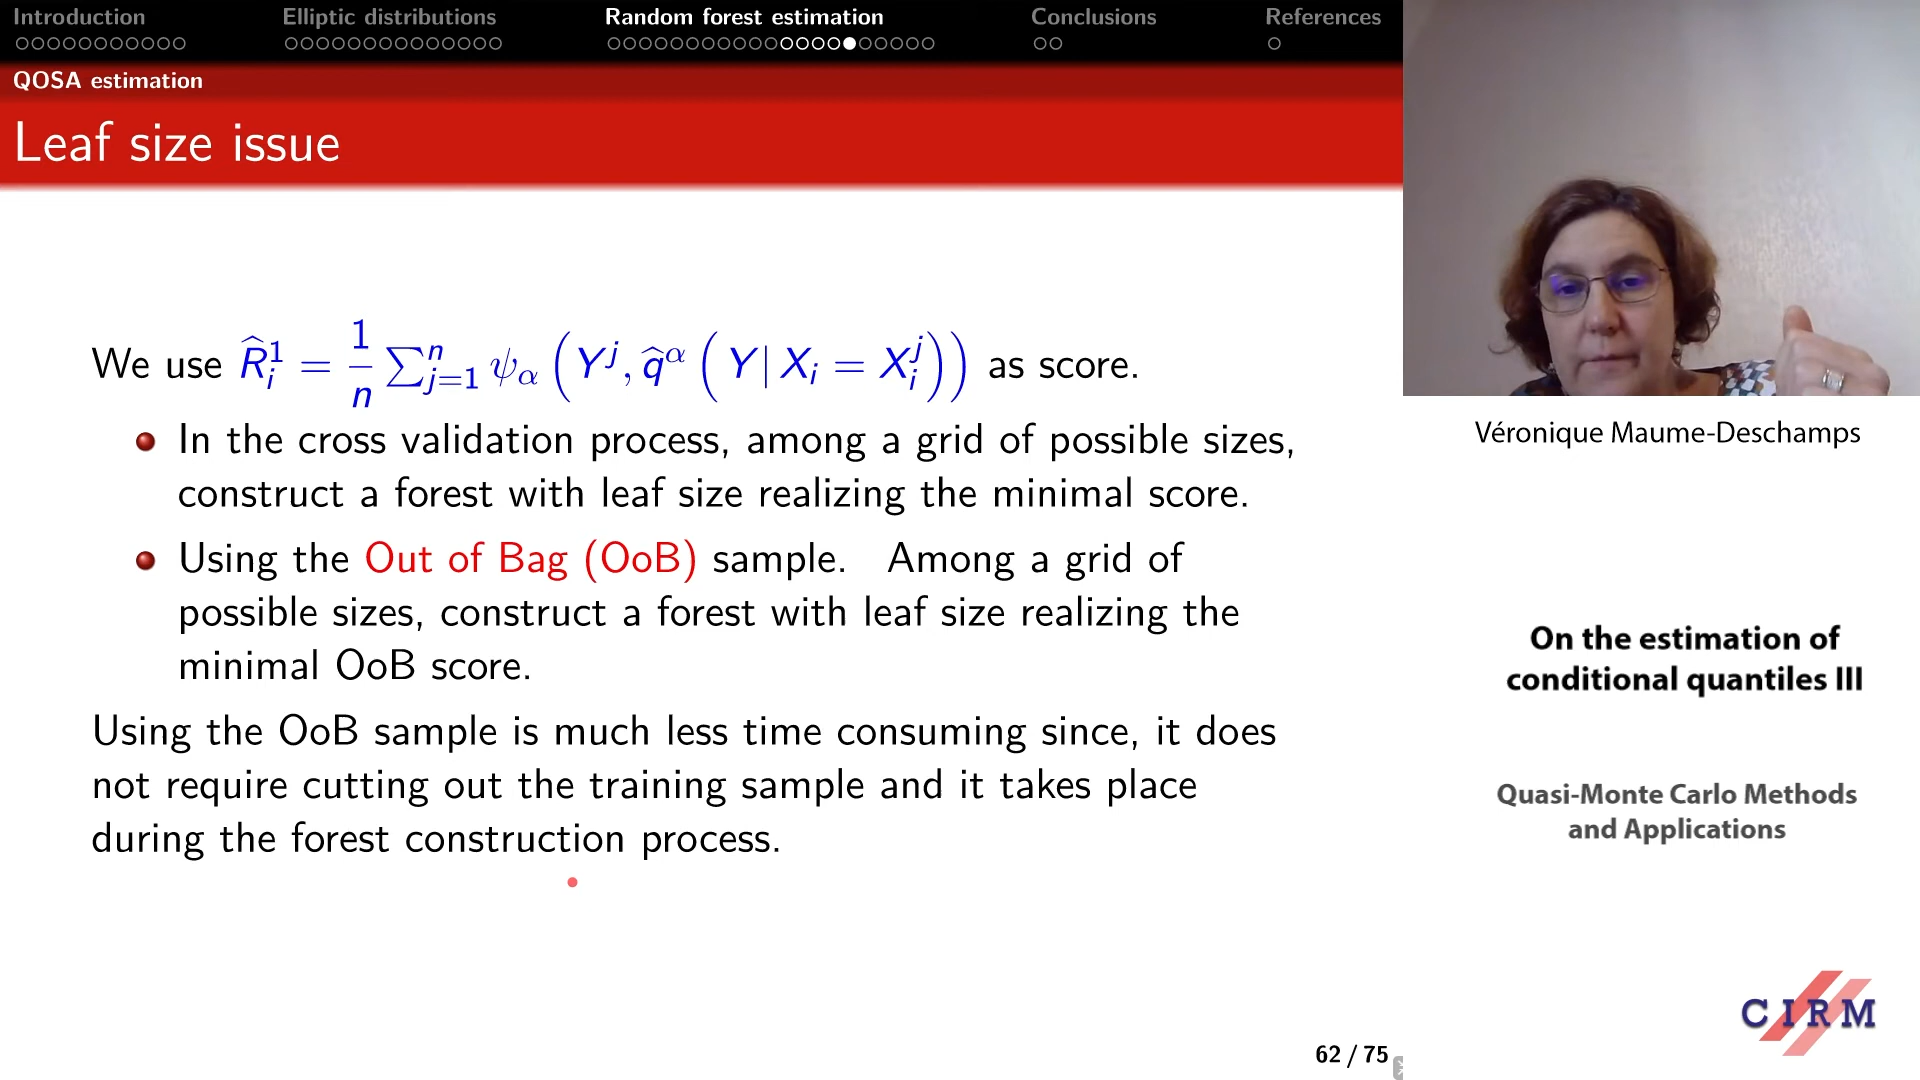 Introduction Elliptic distributions Random forest estimation Conclusions References
QOSA estimation
Leaf size issue
We use R̂ᵢ¹ = 1/n ∑ⁿⱼ₌₁ ψα (Yʲ, q̂^α (Y | Xᵢ = Xᵢʲ)) as score.
In the cross validation process, among a grid of possible sizes,
construct a forest with leaf size realizing the minimal score.
Using the Out of Bag (OoB) sample. Among a grid of
possible sizes, construct a forest with leaf size realizing the
minimal OoB score.
Using the OoB sample is much less time consuming since, it does
not require cutting out the training sample and it takes place
during the forest construction process.
62 / 75
Véronique Maume-Deschamps
On the estimation of
conditional quantiles III
Quasi-Monte Carlo Methods
and Applications
CIRM